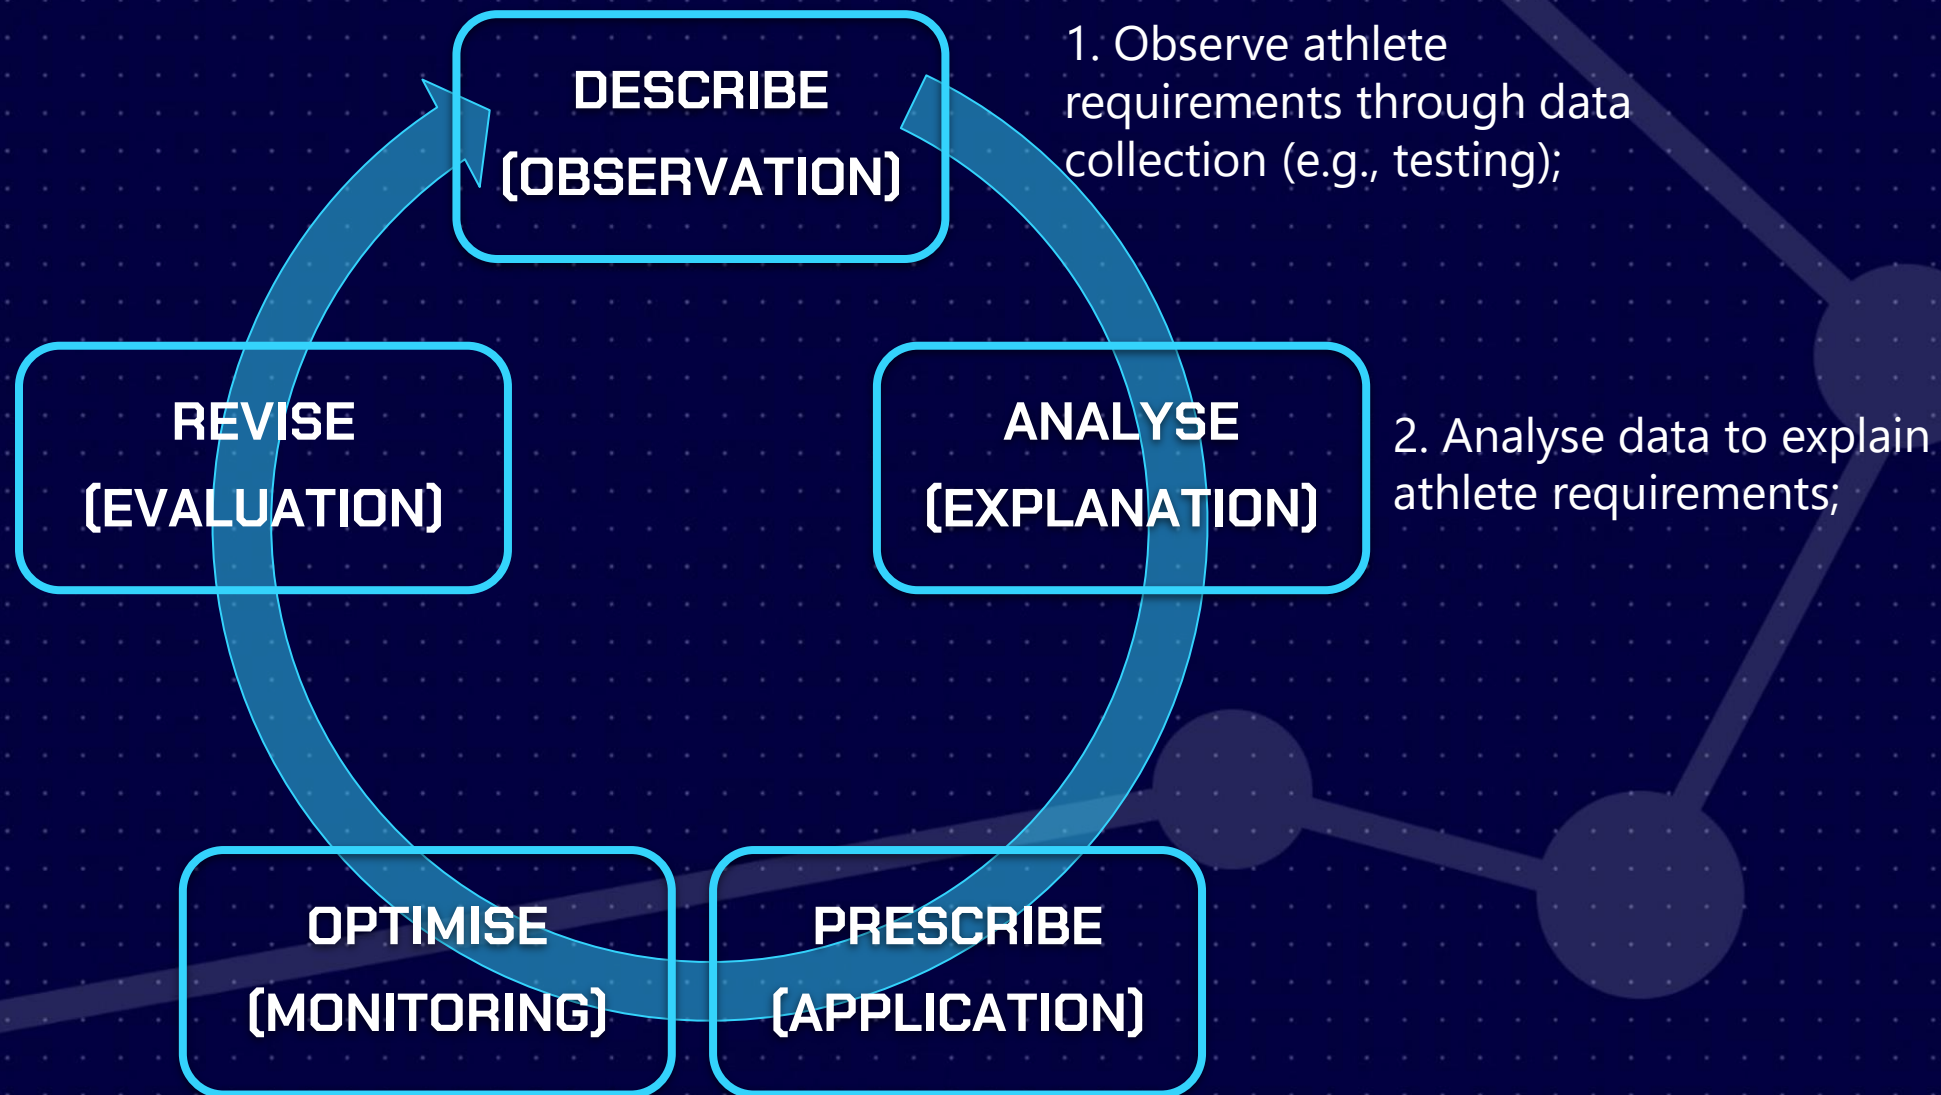 DESCRIBE
(OBSERVATION)
1. Observe athlete
requirements through data
collection (e.g., testing);
REVISE
(EVALUATION)
ANALYSE
(EXPLANATION)
2. Analyse data to explain
athlete requirements;
OPTIMISE
(MONITORING)
PRESCRIBE
(APPLICATION)